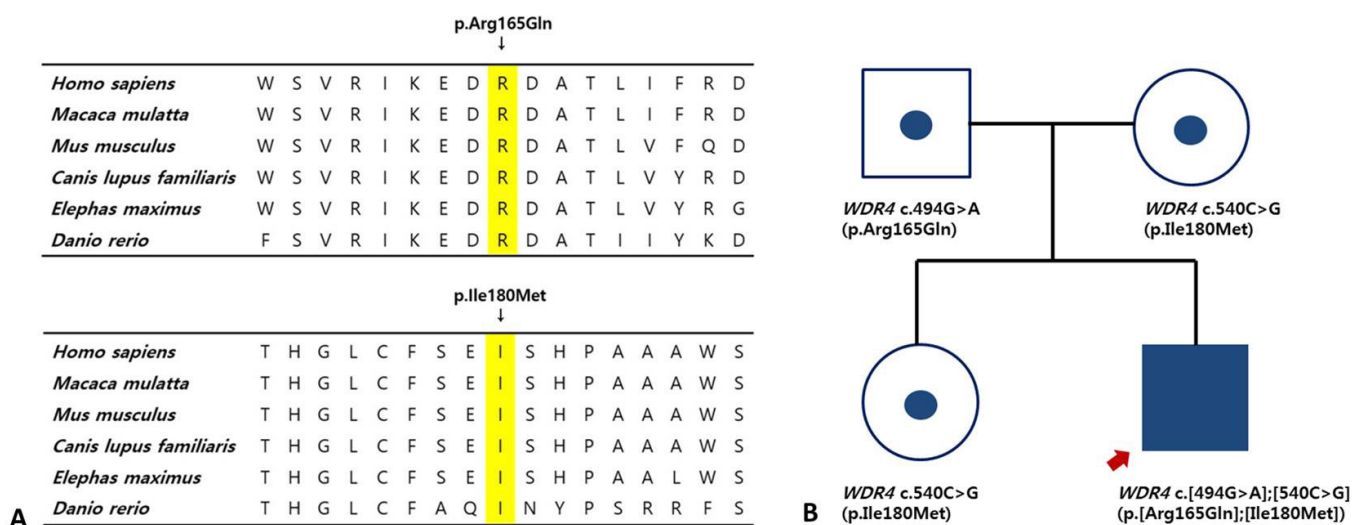 p.Arg165Gln
↓
Homo sapiens W S V R I K E D R D A T L I F R D
Macaca mulatta W S V R I K E D R D A T L I F R D
Mus musculus W S V R I K E D R D A T L V F Q D
Canis lupus familiaris W S V R I K E D R D A T L V Y R D
Elephas maximus W S V R I K E D R D A T L V Y R G
Danio rerio F S V R I K E D R D A T I I Y K D
p.Ile180Met
↓
Homo sapiens T H G L C F S E I S H P A A A W S
Macaca mulatta T H G L C F S E I S H P A A A W S
Mus musculus T H G L C F S E I S H P A A A W S
Canis lupus familiaris T H G L C F S E I S H P A A A W S
Elephas maximus T H G L C F S E I S H P A A L W S
Danio rerio T H G L C F A Q I N Y P S R R F S
A
WDR4 c.494G>A
(p.Arg165Gln)
WDR4 c.540C>G
(p.Ile180Met)
WDR4 c.540C>G
(p.Ile180Met)
WDR4 c.[494G>A];[540C>G]
(p.[Arg165Gln];[Ile180Met])
B